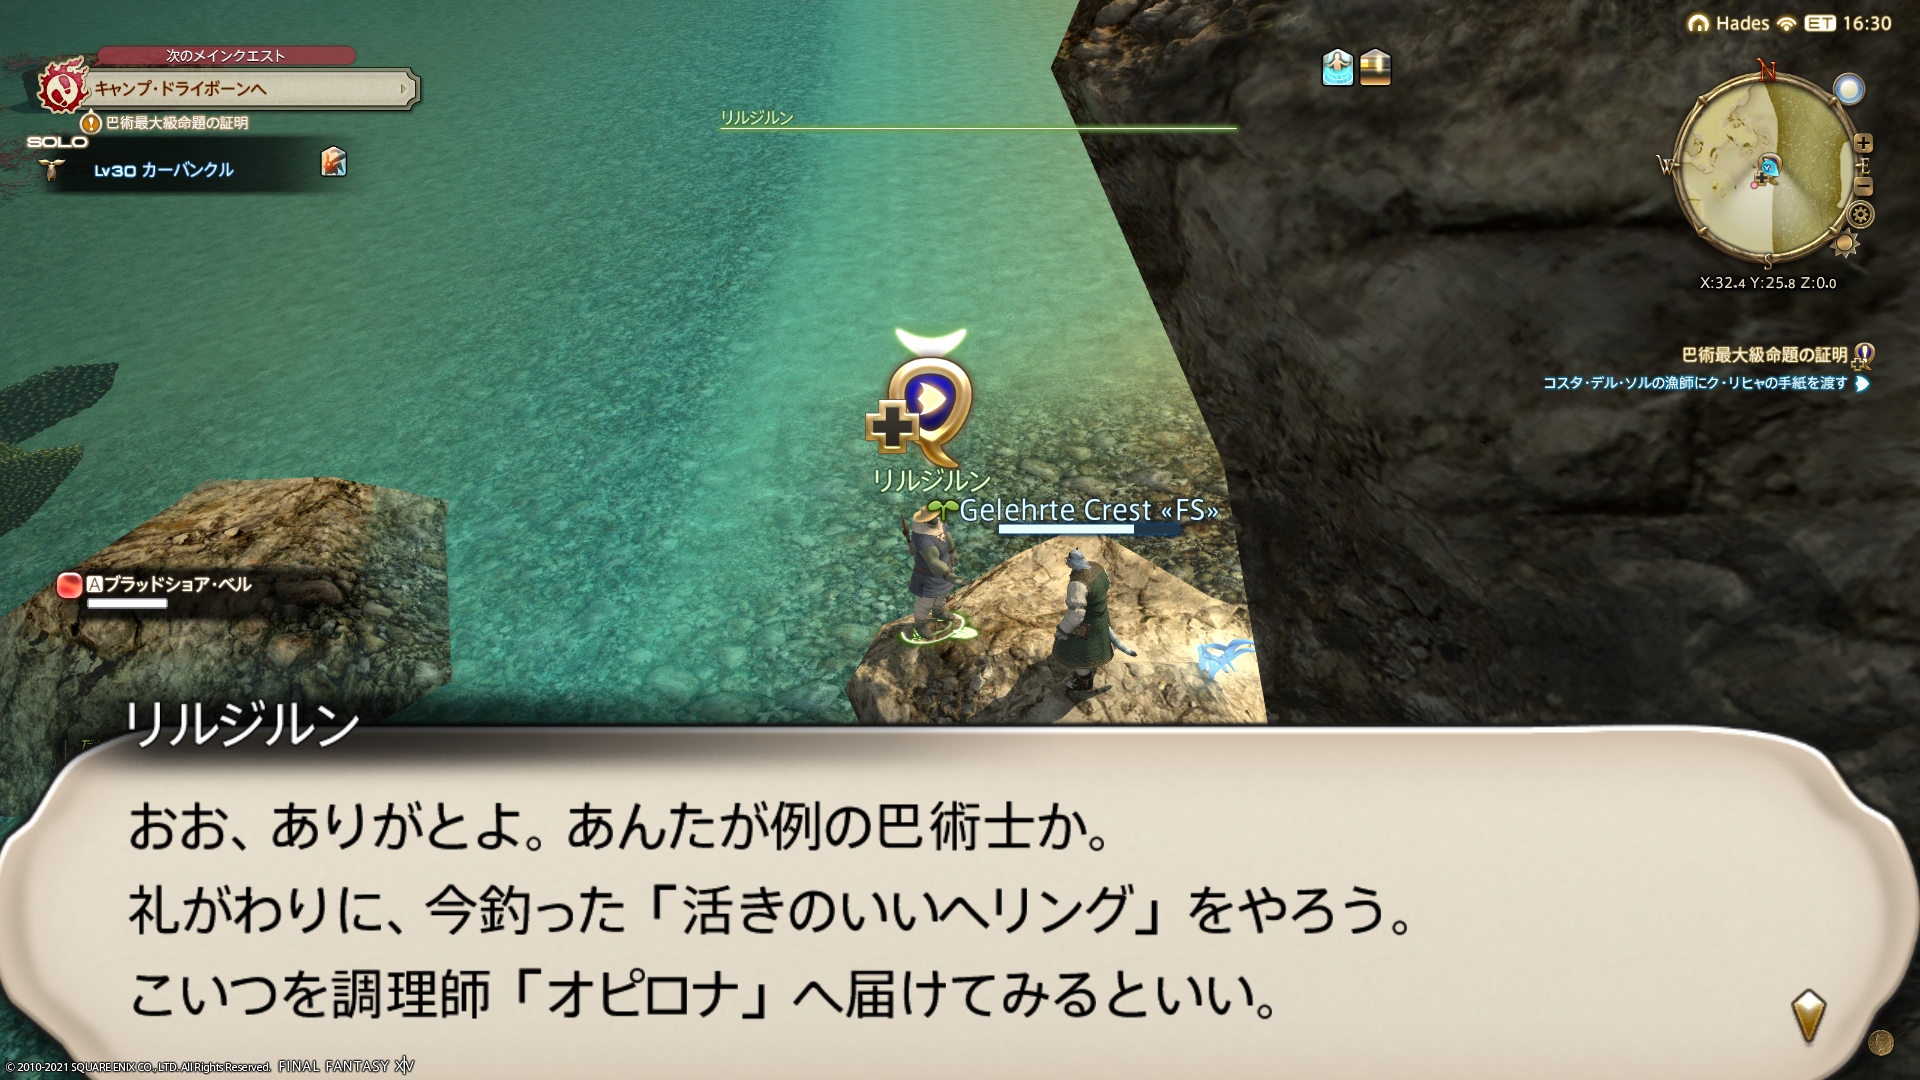 次のメインクエスト
キャンプ・ドライボーンへ
巴術最大級命題の証明
SOLO
Lv30 カーバンクル
リルジルン
Hades ET 16:30
N
W
E
S
X:32.4 Y:25.8 Z:0.0
巴術最大級命題の証明
コスタ・デル・ソルの漁師にク・リヒャの手紙を渡す
リルジルン
Gelehrte Crest «FS»
A ブラッドショア・ベル
リルジルン
おお、ありがとよ。あんたが例の巴術士か。
礼がわりに、今釣った「活きのいいヘリング」をやろう。
こいつを調理師「オピロナ」へ届けてみるといい。
© 2010-2021 SQUARE ENIX CO., LTD. All Rights Reserved. FINAL FANTASY XIV